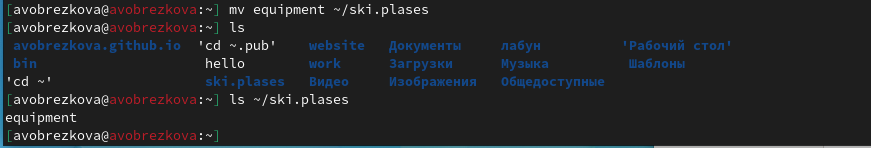 [avobrezkova@avobrezkova:~] mv equipment ~/ski.plases
[avobrezkova@avobrezkova:~] ls
avobrezkova.github.io 'cd ~.pub' website Документы лабун 'Рабочий стол'
bin hello work Загрузки Музыка Шаблоны
'cd ~' ski.plases Видео Изображения Общедоступные
[avobrezkova@avobrezkova:~] ls ~/ski.plases
equipment
[avobrezkova@avobrezkova:~]